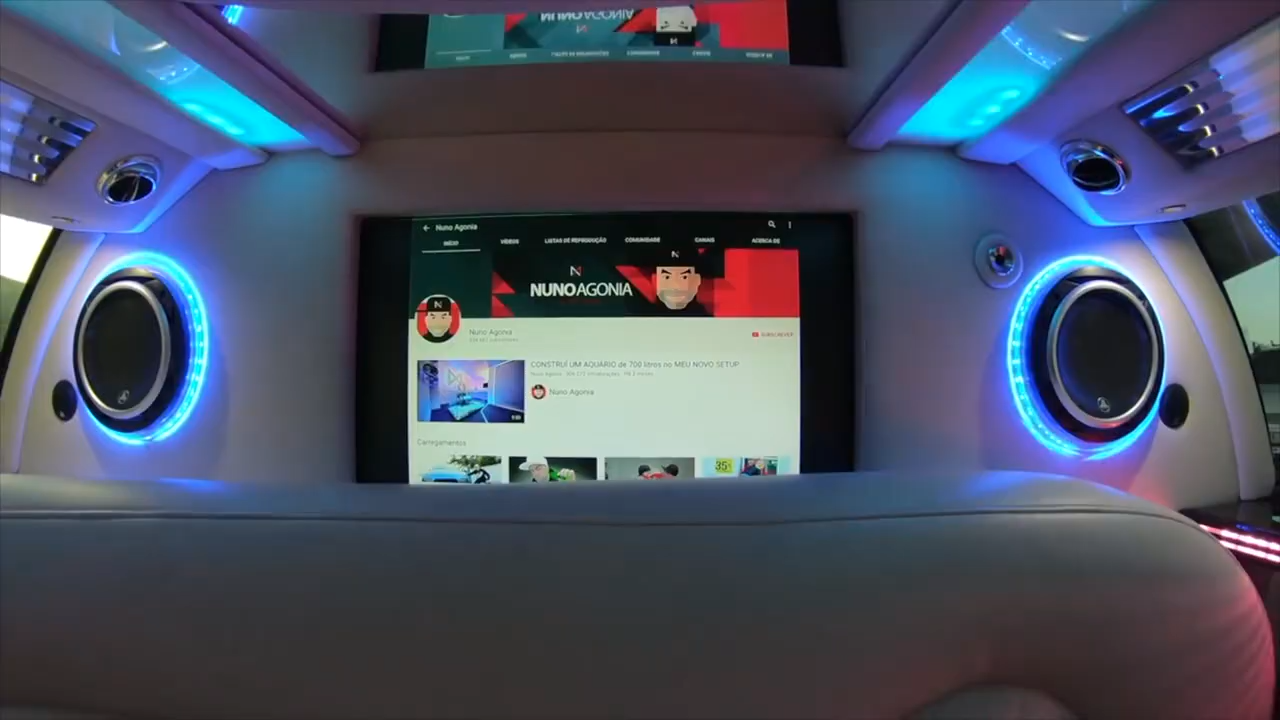 Nuno Agonia
INÍCIO VÍDEOS LISTAS DE REPRODUÇÃO COMUNIDADE CANAIS ACERCA DE
N
N
NUNOAGONIA
N
Nuno Agonia
SUBSCREVER
CONSTRUÍ UM AQUÁRIO de 700 litros no MEU NOVO SETUP
Nuno Agonia
Carregamentos
35